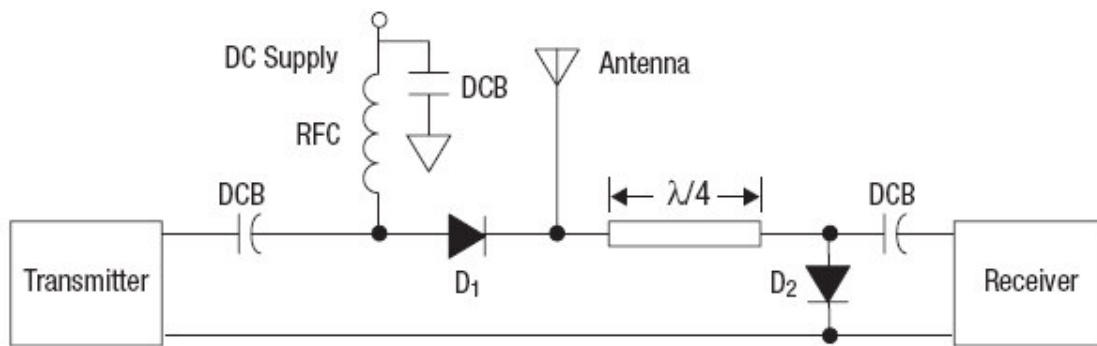 DC Supply
DCB
Antenna
RFC
DCB
λ/4
DCB
Transmitter
D1
D2
Receiver